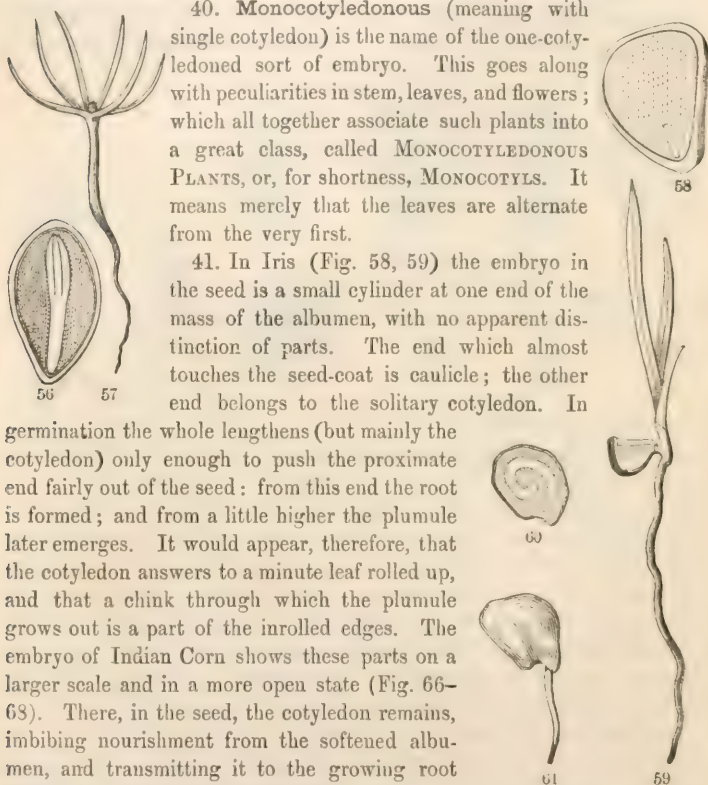 40. Monocotyledonous (meaning with
single cotyledon) is the name of the one-coty-
ledoned sort of embryo. This goes along
with peculiarities in stem, leaves, and flowers;
which all together associate such plants into
a great class, called MONOCOTYLEDONOUS
PLANTS, or, for shortness, MONOCOTYLS. It
means merely that the leaves are alternate
from the very first.
41. In Iris (Fig. 58, 59) the embryo in
the seed is a small cylinder at one end of the
mass of the albumen, with no apparent dis-
tinction of parts. The end which almost
touches the seed-coat is caulicle; the other
end belongs to the solitary cotyledon. In
germination the whole lengthens (but mainly the
cotyledon) only enough to push the proximate
end fairly out of the seed: from this end the root
is formed; and from a little higher the plumule
later emerges. It would appear, therefore, that
the cotyledon answers to a minute leaf rolled up,
and that a chink through which the plumule
grows out is a part of the inrolled edges. The
embryo of Indian Corn shows these parts on a
larger scale and in a more open state (Fig. 66–
68). There, in the seed, the cotyledon remains,
imbibing nourishment from the softened albu-
men, and transmitting it to the growing root
56 57
58
60
61 59